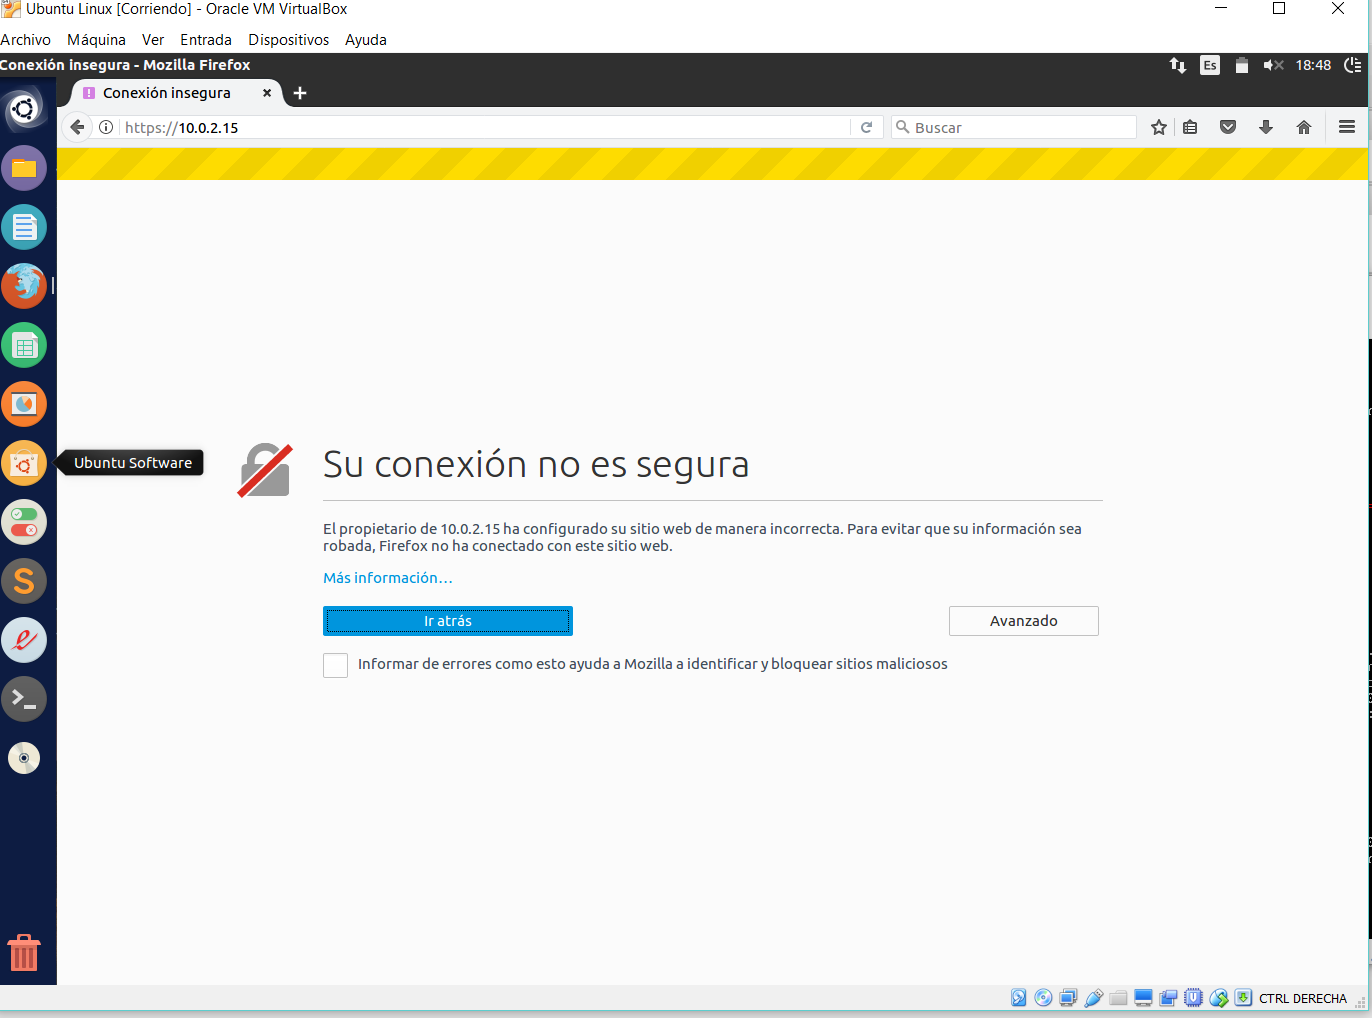 Ubuntu Linux [Corriendo] - Oracle VM VirtualBox
Archivo Máquina Ver Entrada Dispositivos Ayuda
Conexión insegura - Mozilla Firefox Es 18:48
Conexión insegura
https://10.0.2.15 Buscar
Ubuntu Software
Su conexión no es segura
El propietario de 10.0.2.15 ha configurado su sitio web de manera incorrecta. Para evitar que su información sea
robada, Firefox no ha conectado con este sitio web.
Más información…
Ir atrás Avanzado
Informar de errores como esto ayuda a Mozilla a identificar y bloquear sitios maliciosos
CTRL DERECHA